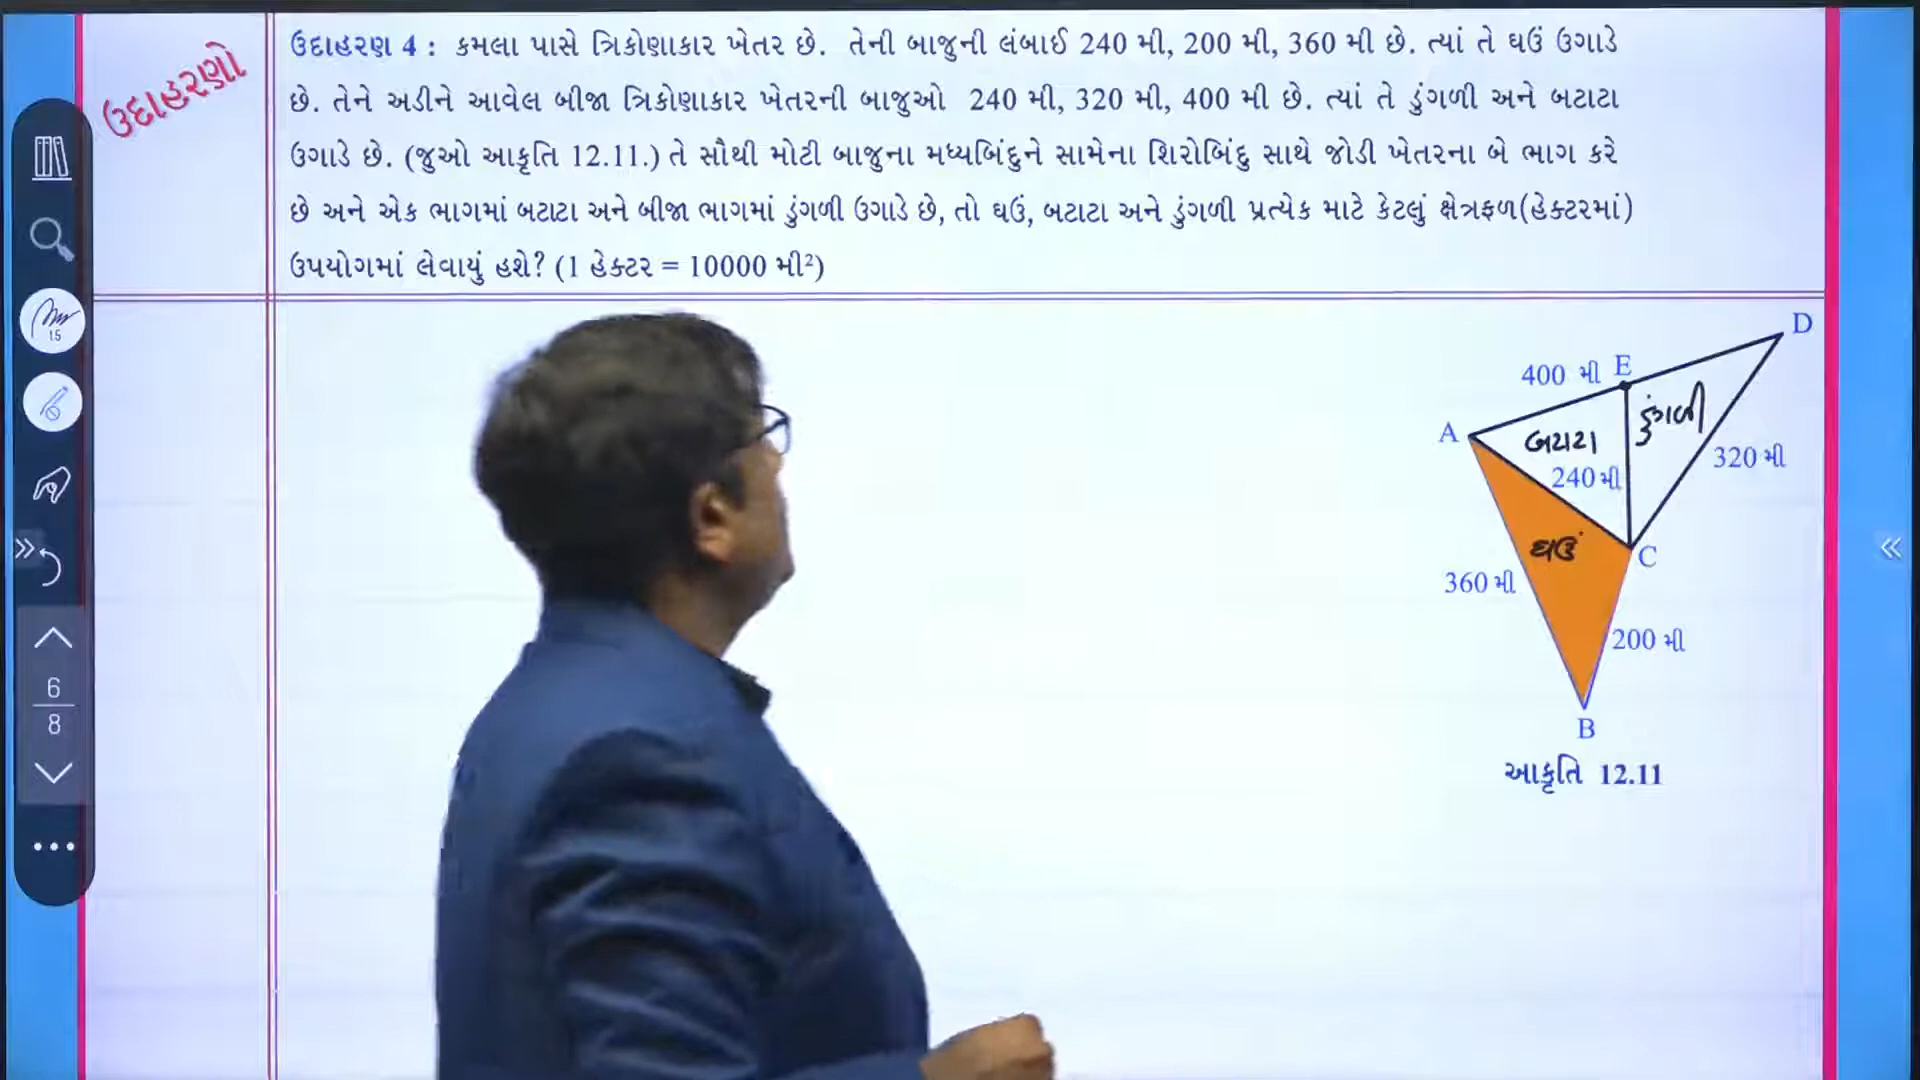 ઉદાહરણો
ઉદાહરણ 4 : કમલા પાસે ત્રિકોણાકાર ખેતર છે. તેની બાજુની લંબાઈ 240 મી, 200 મી, 360 મી છે. ત્યાં તે ઘઉં ઉગાડે
છે. તેને અડીને આવેલ બીજા ત્રિકોણાકાર ખેતરની બાજુઓ 240 મી, 320 મી, 400 મી છે. ત્યાં તે ડુંગળી અને બટાટા
ઉગાડે છે. (જુઓ આકૃતિ 12.11.) તે સૌથી મોટી બાજુના મધ્યબિંદુને સામેના શિરોબિંદુ સાથે જોડી ખેતરના બે ભાગ કરે
છે અને એક ભાગમાં બટાટા અને બીજા ભાગમાં ડુંગળી ઉગાડે છે, તો ઘઉં, બટાટા અને ડુંગળી પ્રત્યેક માટે કેટલું ક્ષેત્રફળ(હેક્ટરમાં)
ઉપયોગમાં લેવાયું હશે? (1 હેક્ટર = 10000 મી²)
D
400 મી E
ડુંગળી
A
બટાટા
320 મી
240 મી
ઘઉં
C
360 મી
200 મી
B
આકૃતિ 12.11
15
6
8